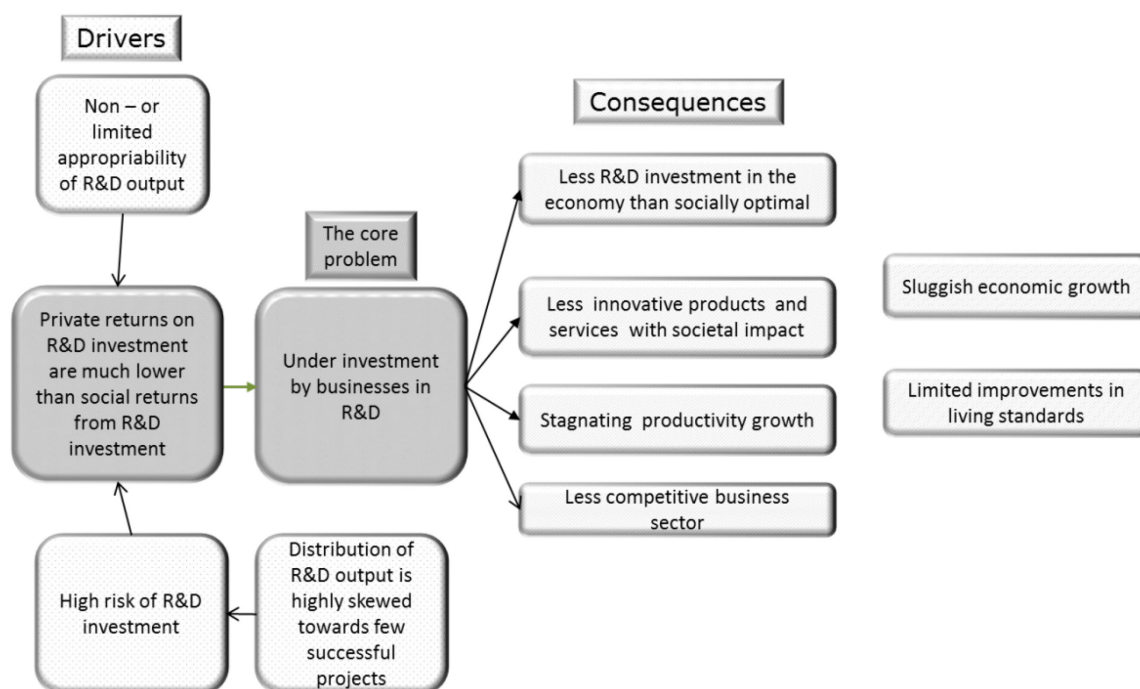 Drivers
Non – or
limited
appropriability
of R&D output
Private returns on
R&D investment
are much lower
than social returns
from R&D
investment
High risk of R&D
investment
Distribution of
R&D output is
highly skewed
towards few
successful
projects
The core
problem
Under investment
by businesses in
R&D
Consequences
Less R&D investment in the
economy than socially optimal
Less innovative products and
services with societal impact
Stagnating productivity growth
Less competitive business
sector
Sluggish economic growth
Limited improvements in
living standards